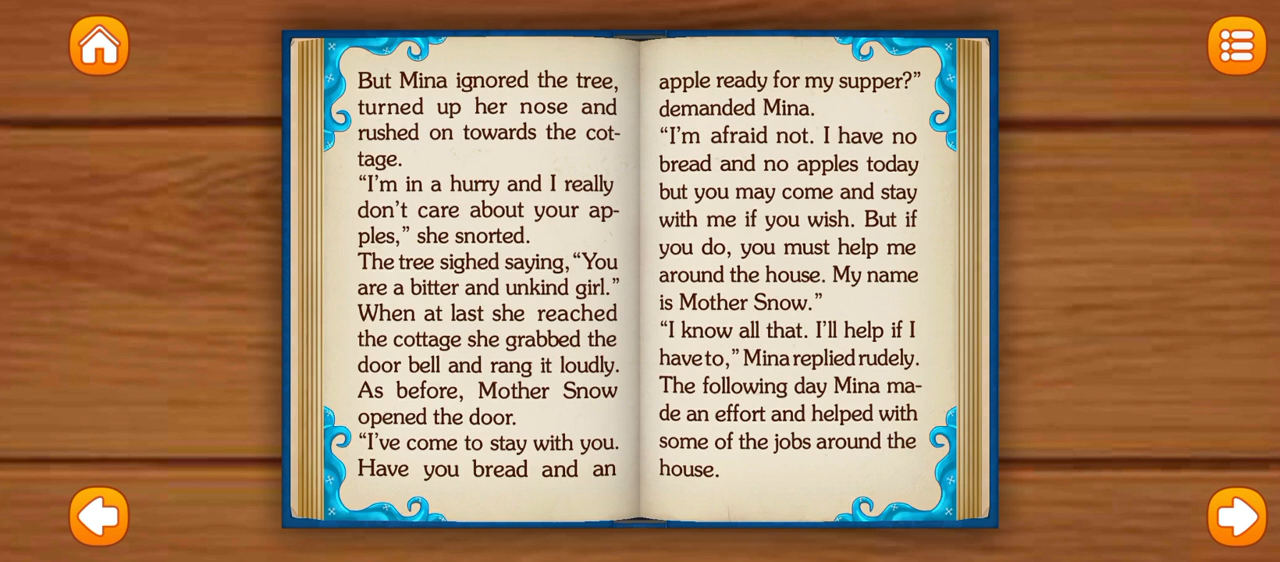 But Mina ignored the tree,
turned up her nose and
rushed on towards the cot-
tage.
“I’m in a hurry and I really
don’t care about your ap-
ples,” she snorted.
The tree sighed saying, “You
are a bitter and unkind girl.”
When at last she reached
the cottage she grabbed the
door bell and rang it loudly.
As before, Mother Snow
opened the door.
“I’ve come to stay with you.
Have you bread and an
apple ready for my supper?”
demanded Mina.
“I’m afraid not. I have no
bread and no apples today
but you may come and stay
with me if you wish. But if
you do, you must help me
around the house. My name
is Mother Snow.”
“I know all that. I’ll help if I
have to,” Mina replied rudely.
The following day Mina ma-
de an effort and helped with
some of the jobs around the
house.